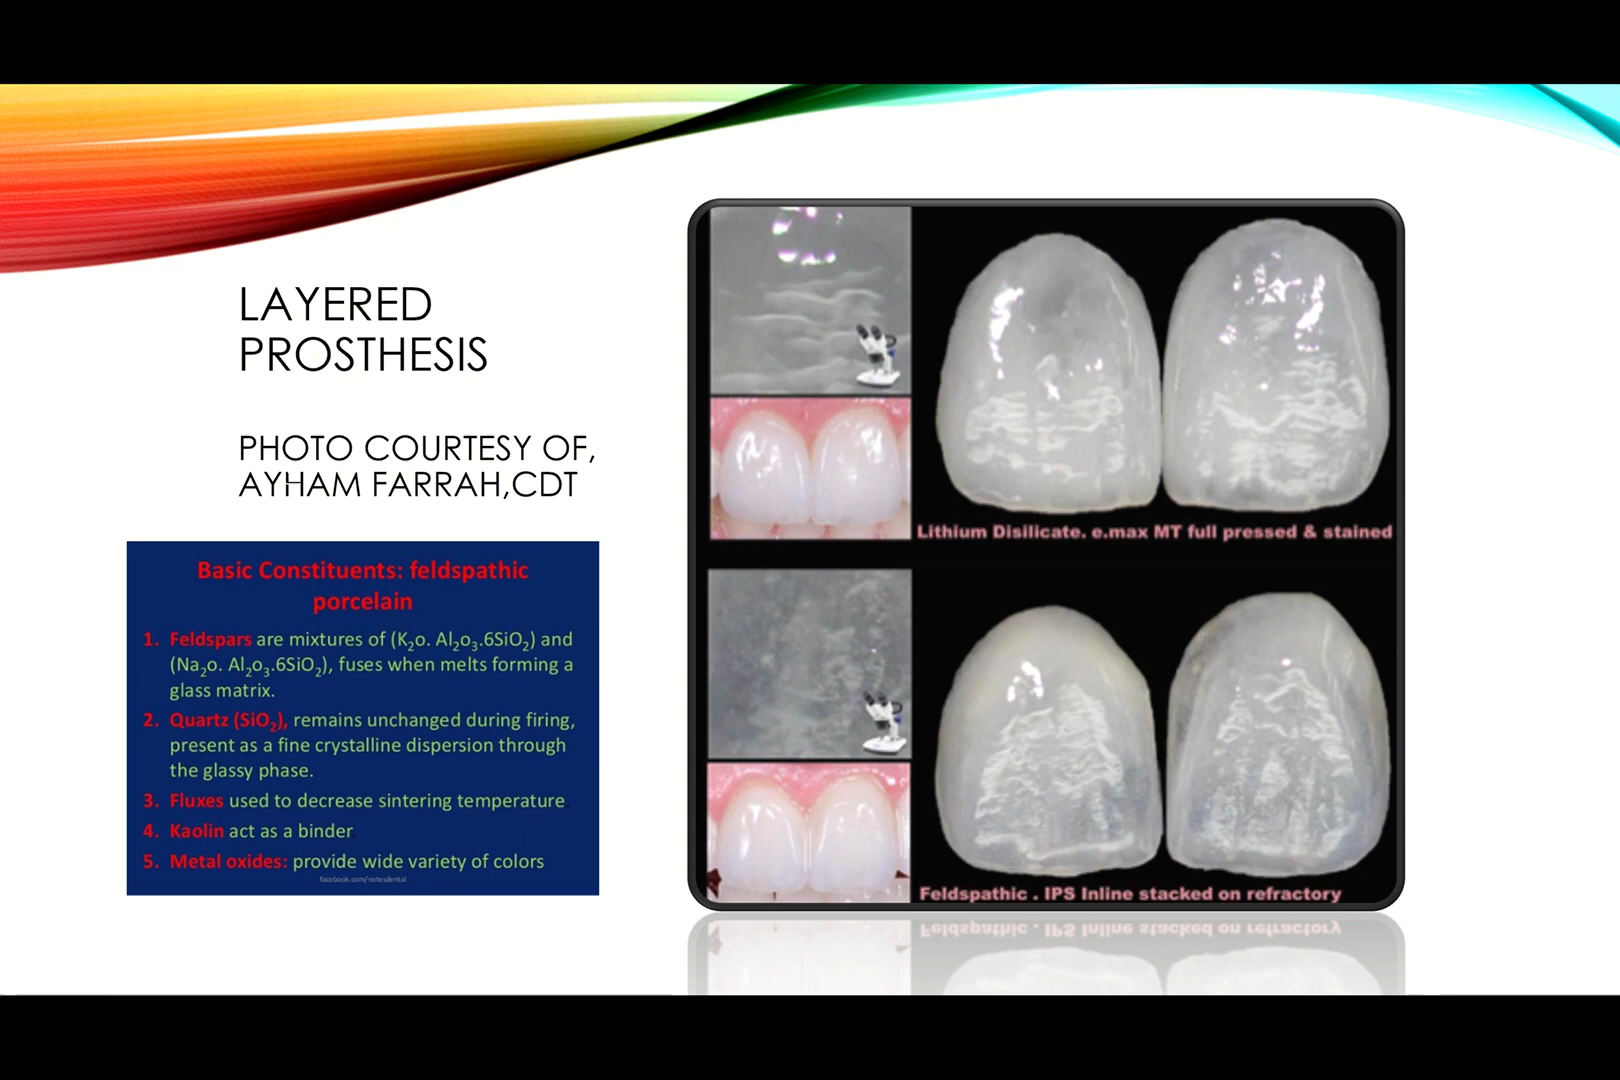 LAYERED
PROSTHESIS
PHOTO COURTESY OF,
AYHAM FARRAH,CDT
Basic Constituents: feldspathic
porcelain
1. Feldspars are mixtures of (K₂o. Al₂o₃.6SiO₂) and
(Na₂o. Al₂o₃.6SiO₂), fuses when melts forming a
glass matrix.
2. Quartz (SiO₂), remains unchanged during firing,
present as a fine crystalline dispersion through
the glassy phase.
3. Fluxes used to decrease sintering temperature
4. Kaolin act as a binder
5. Metal oxides: provide wide variety of colors
facebook.com/notesdental
Lithium Disilicate. e.max MT full pressed & stained
Feldspathic . IPS Inline stacked on refractory